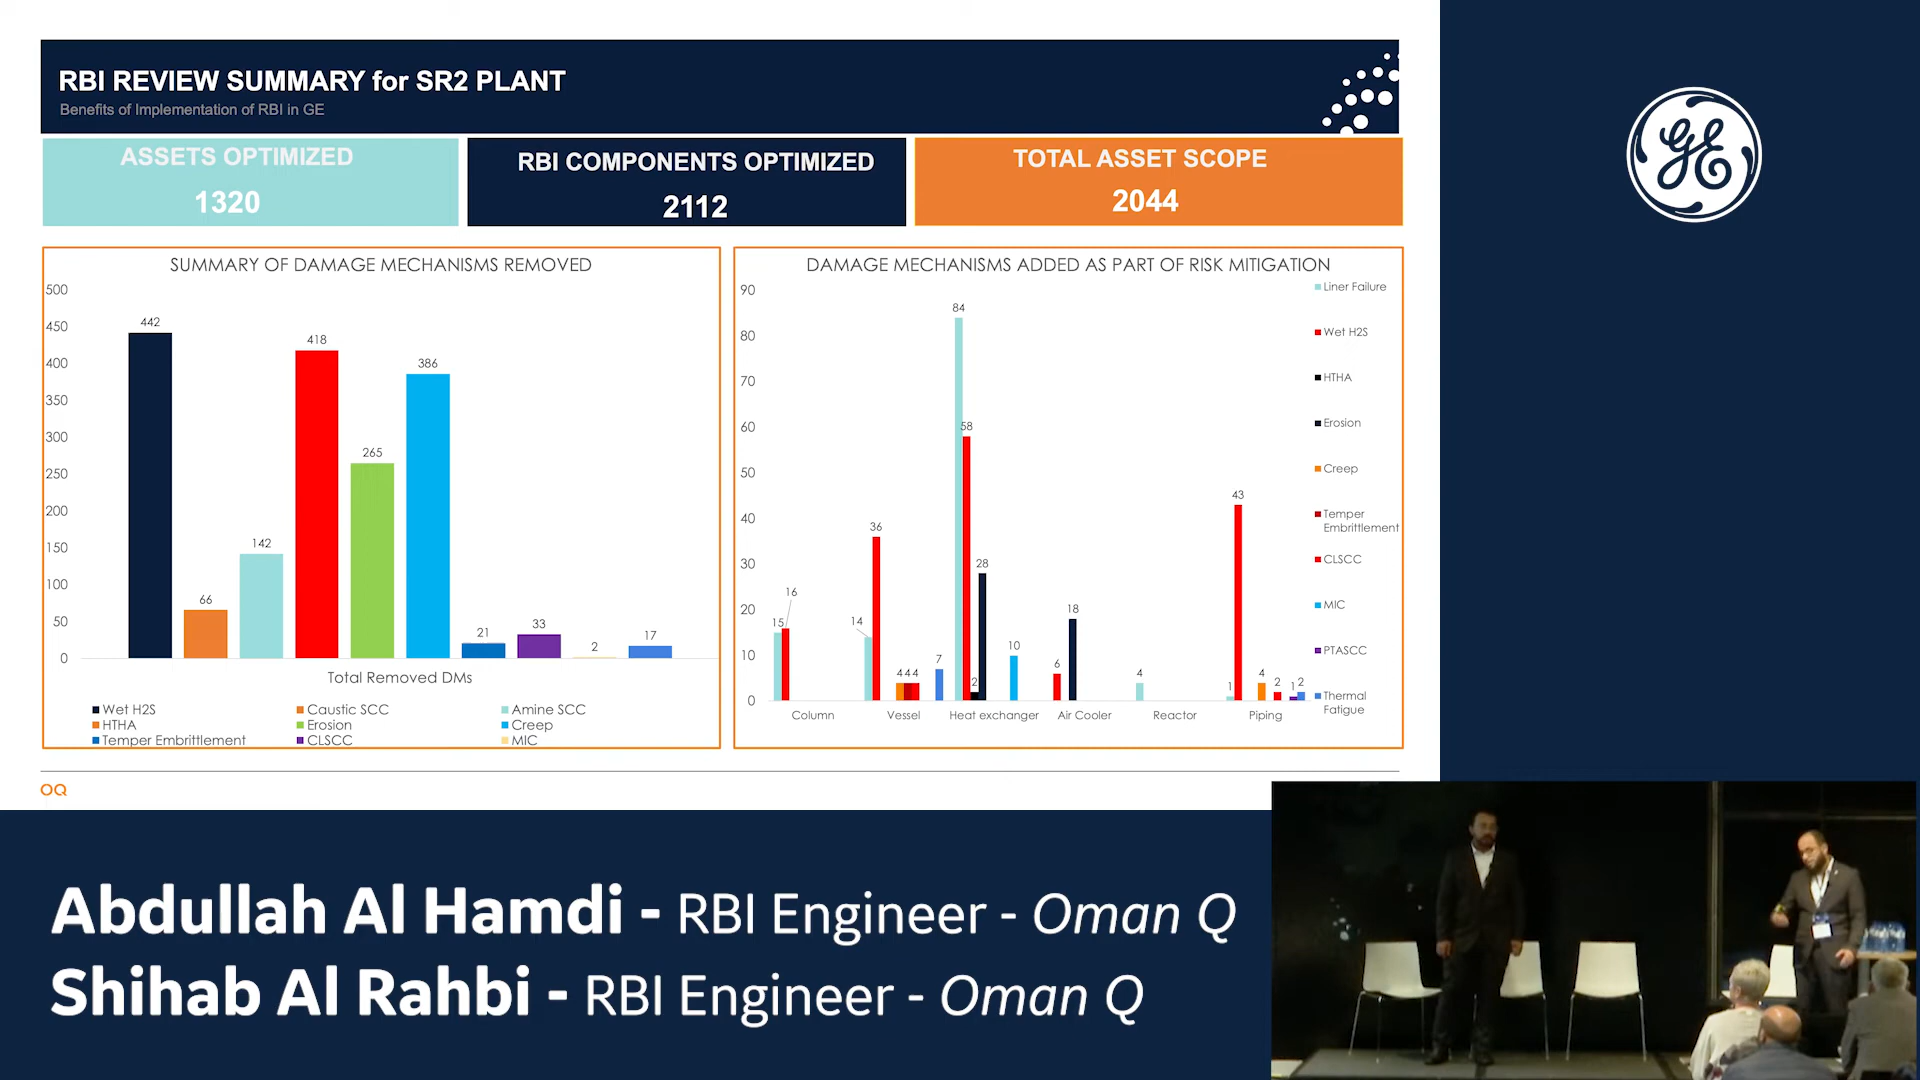 RBI REVIEW SUMMARY for SR2 PLANT
Benefits of Implementation of RBI in GE
ASSETS OPTIMIZED
1320
RBI COMPONENTS OPTIMIZED
2112
TOTAL ASSET SCOPE
2044
GE
SUMMARY OF DAMAGE MECHANISMS REMOVED
500
450
400
350
300
250
200
150
100
50
0
442
66
142
418
265
386
21
33
2
17
Total Removed DMs
Wet H2S
Caustic SCC
Amine SCC
HTHA
Erosion
Creep
Temper Embrittlement
CLSCC
MIC
DAMAGE MECHANISMS ADDED AS PART OF RISK MITIGATION
90
80
70
60
50
40
30
20
10
0
15
16
14
36
4
4
4
7
84
58
2
28
10
6
18
4
1
43
4
2
1
2
Column
Vessel
Heat exchanger
Air Cooler
Reactor
Piping
Liner Failure
Wet H2S
HTHA
Erosion
Creep
Temper
Embrittlement
CLSCC
MIC
PTASCC
Thermal
Fatigue
OQ
Abdullah Al Hamdi - RBI Engineer - Oman Q
Shihab Al Rahbi - RBI Engineer - Oman Q